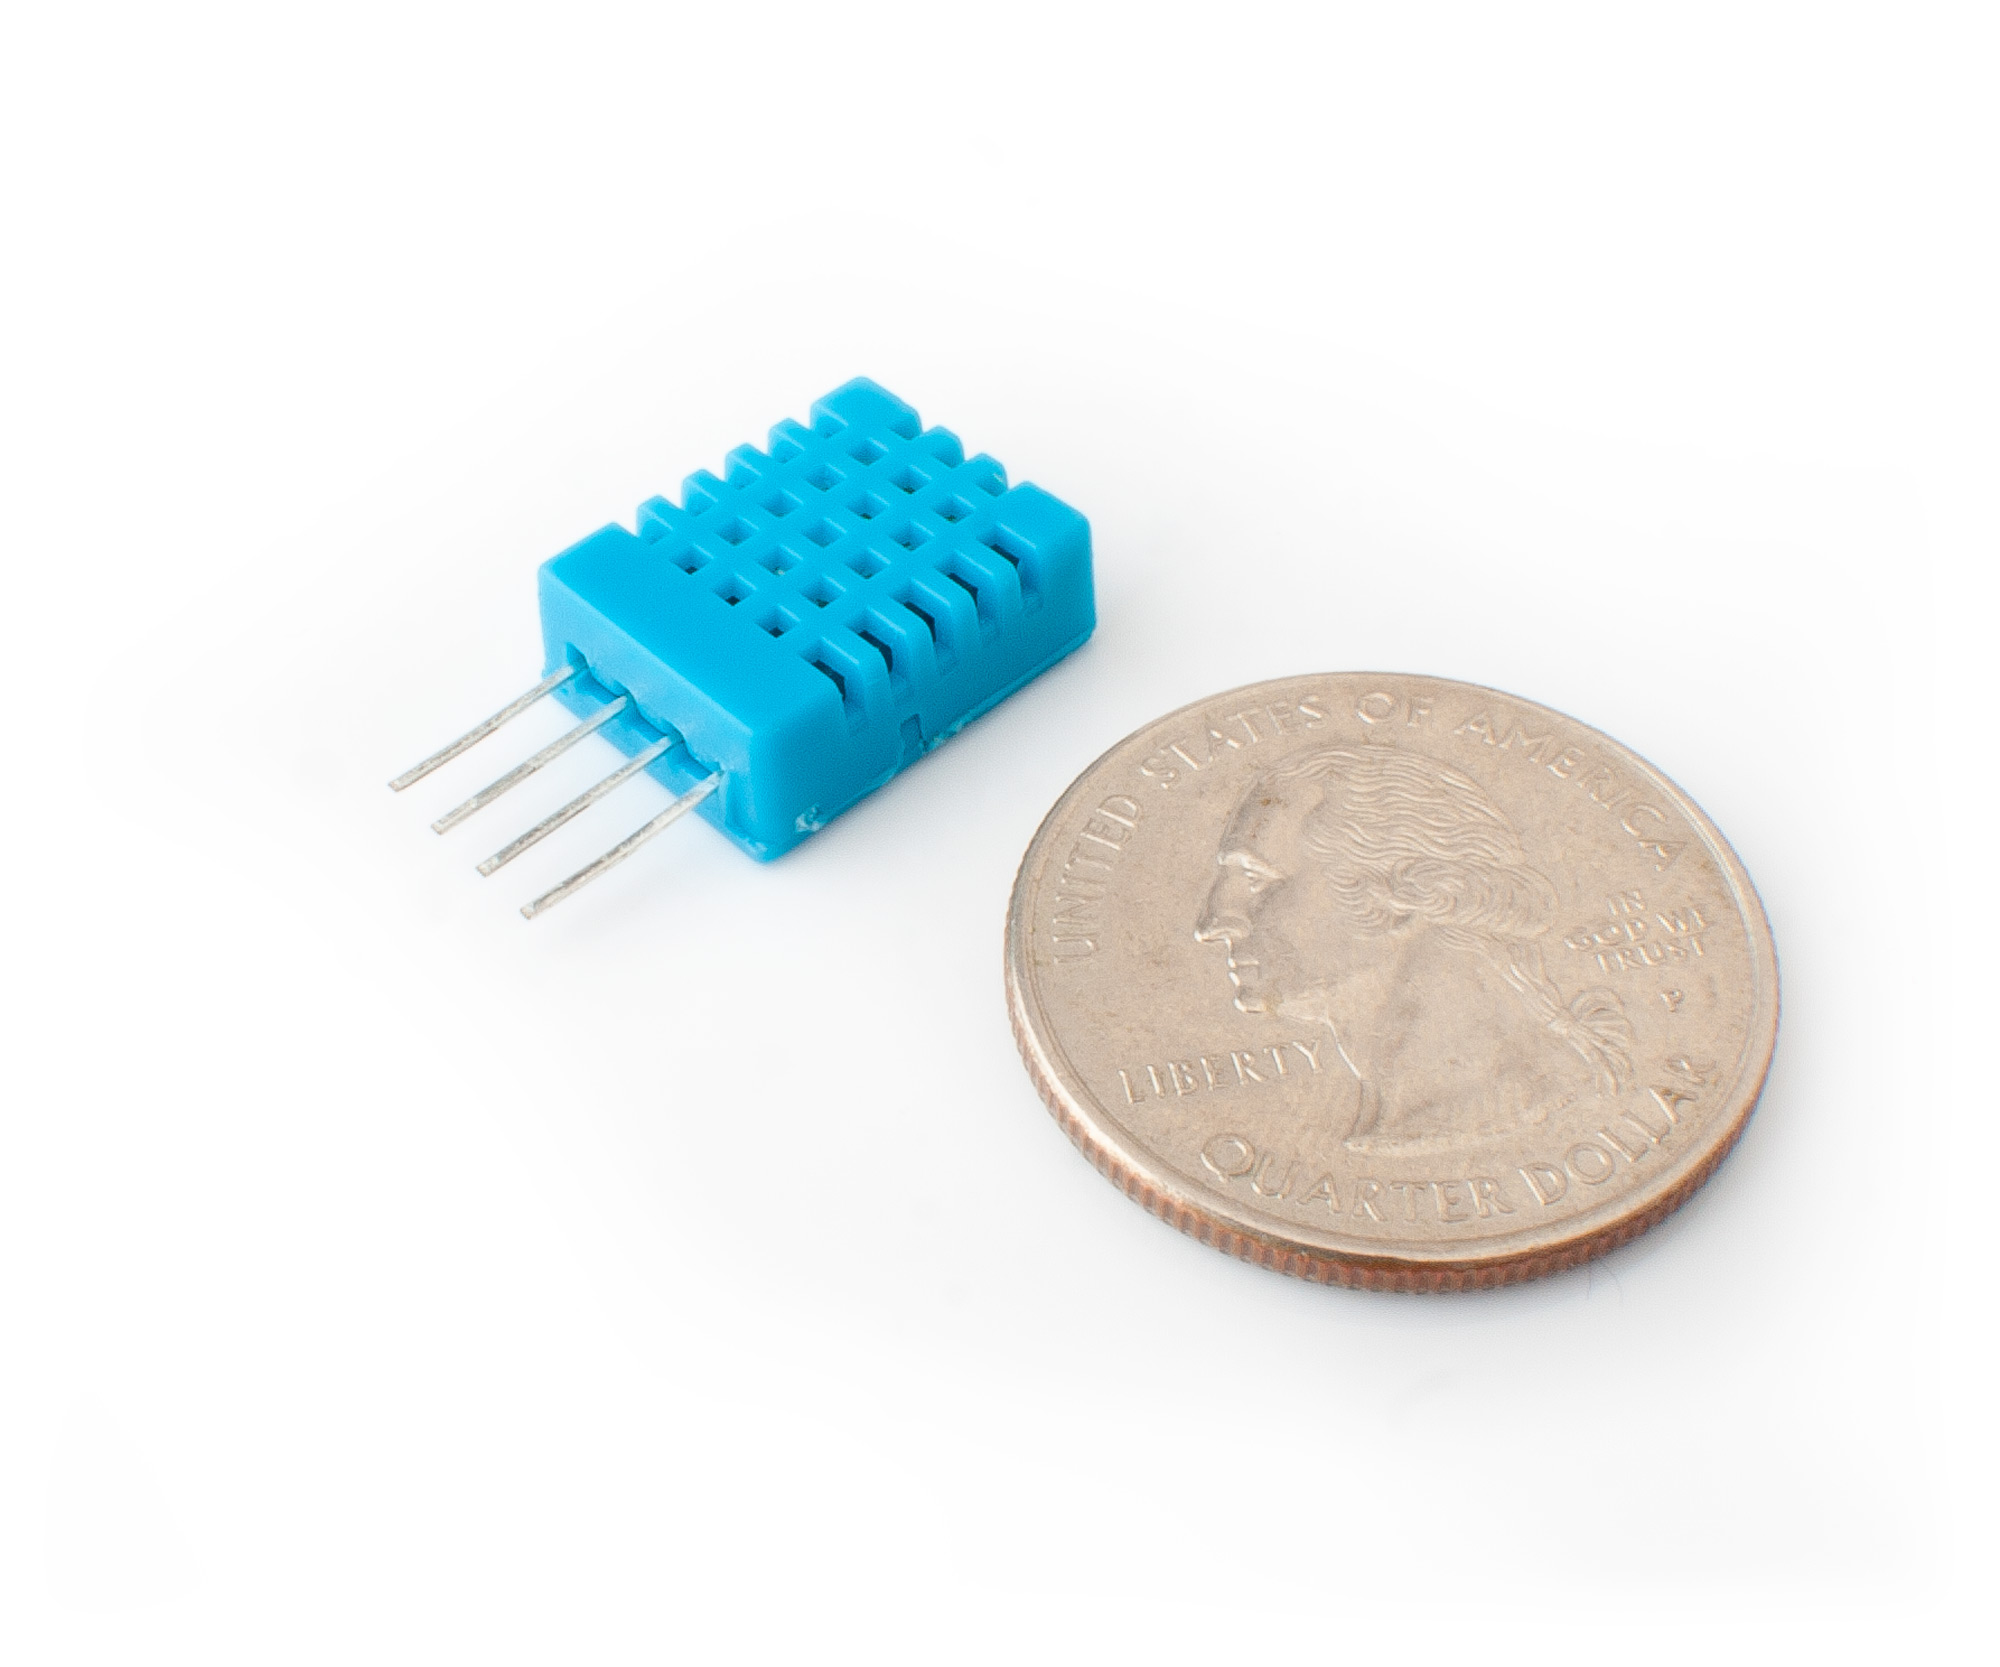 UNITED STATES OF AMERICA
IN
GOD WE
TRUST
P
LIBERTY
QUARTER DOLLAR